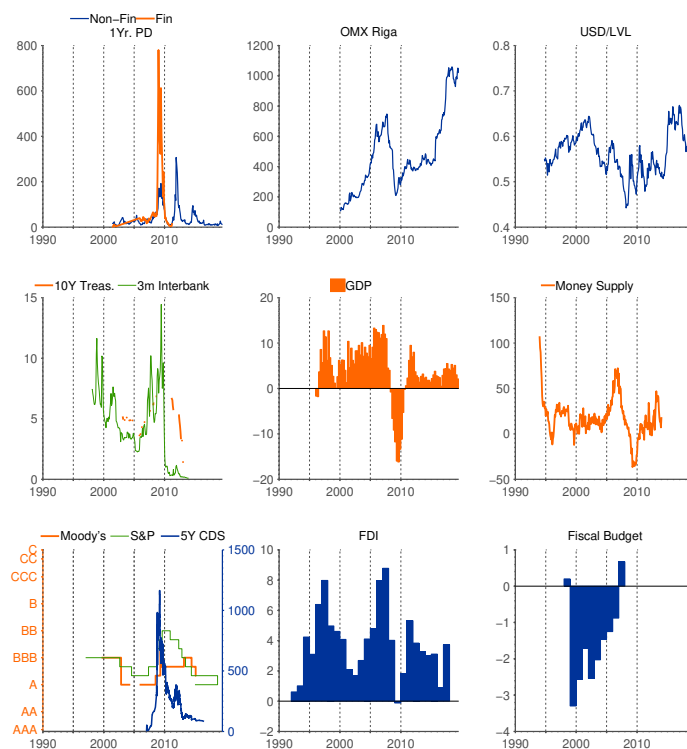 Non−Fin Fin
1Yr. PD
OMX Riga
USD/LVL
800
600
400
200
0
1990 2000 2010
1200
1000
800
600
400
200
0
1990 2000 2010
0.8
0.7
0.6
0.5
0.4
1990 2000 2010
10Y Treas. 3m Interbank
GDP
Money Supply
15
10
5
0
1990 2000 2010
20
10
0
−10
−20
1990 2000 2010
150
100
50
0
−50
1990 2000 2010
Moody's S&P 5Y CDS
FDI
Fiscal Budget
C
CC
CCC
B
BB
BBB
A
AA
AAA
1500
1000
500
0
1990 2000 2010
10
8
6
4
2
0
−2
1990 2000 2010
1
0
−1
−2
−3
−4
1990 2000 2010